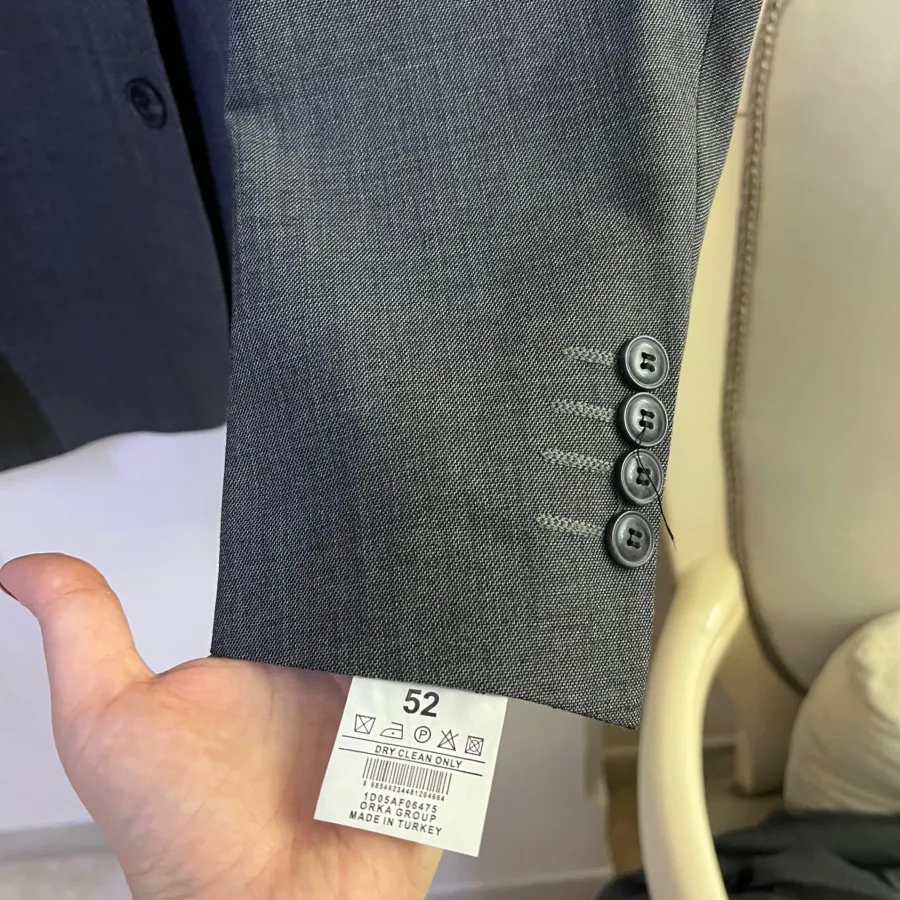 52
P
DRY CLEAN ONLY
1D05AF06475
ORKA GROUP
MADE IN TURKEY